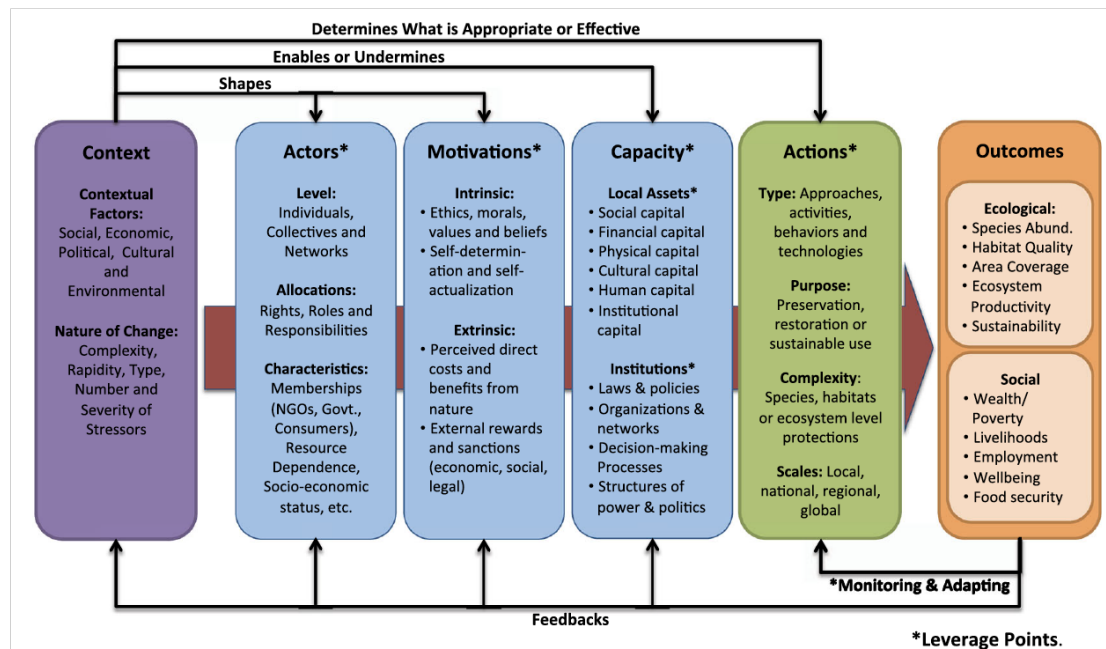 Determines What is Appropriate or Effective
Enables or Undermines
Shapes
Context
Contextual
Factors:
Social, Economic,
Political, Cultural
and
Environmental
Nature of Change:
Complexity,
Rapidity, Type,
Number and
Severity of
Stressors
Actors*
Level:
Individuals,
Collectives and
Networks
Allocations:
Rights, Roles and
Responsibilities
Characteristics:
Memberships
(NGOs, Govt.,
Consumers),
Resource
Dependence,
Socio-economic
status, etc.
Motivations*
Intrinsic:
• Ethics, morals,
values and beliefs
• Self-determin-
ation and self-
actualization
Extrinsic:
• Perceived direct
costs and
benefits from
nature
• External rewards
and sanctions
(economic, social,
legal)
Capacity*
Local Assets*
• Social capital
• Financial capital
• Physical capital
• Cultural capital
• Human capital
• Institutional
capital
Institutions*
• Laws & policies
• Organizations &
networks
• Decision-making
Processes
• Structures of
power & politics
Actions*
Type: Approaches,
activities,
behaviors and
technologies
Purpose:
Preservation,
restoration or
sustainable use
Complexity:
Species, habitats
or ecosystem level
protections
Scales: Local,
national, regional,
global
Outcomes
Ecological:
• Species Abund.
• Habitat Quality
• Area Coverage
• Ecosystem
Productivity
• Sustainability
Social
• Wealth/
Poverty
• Livelihoods
• Employment
• Wellbeing
• Food security
*Monitoring & Adapting
Feedbacks
*Leverage Points.